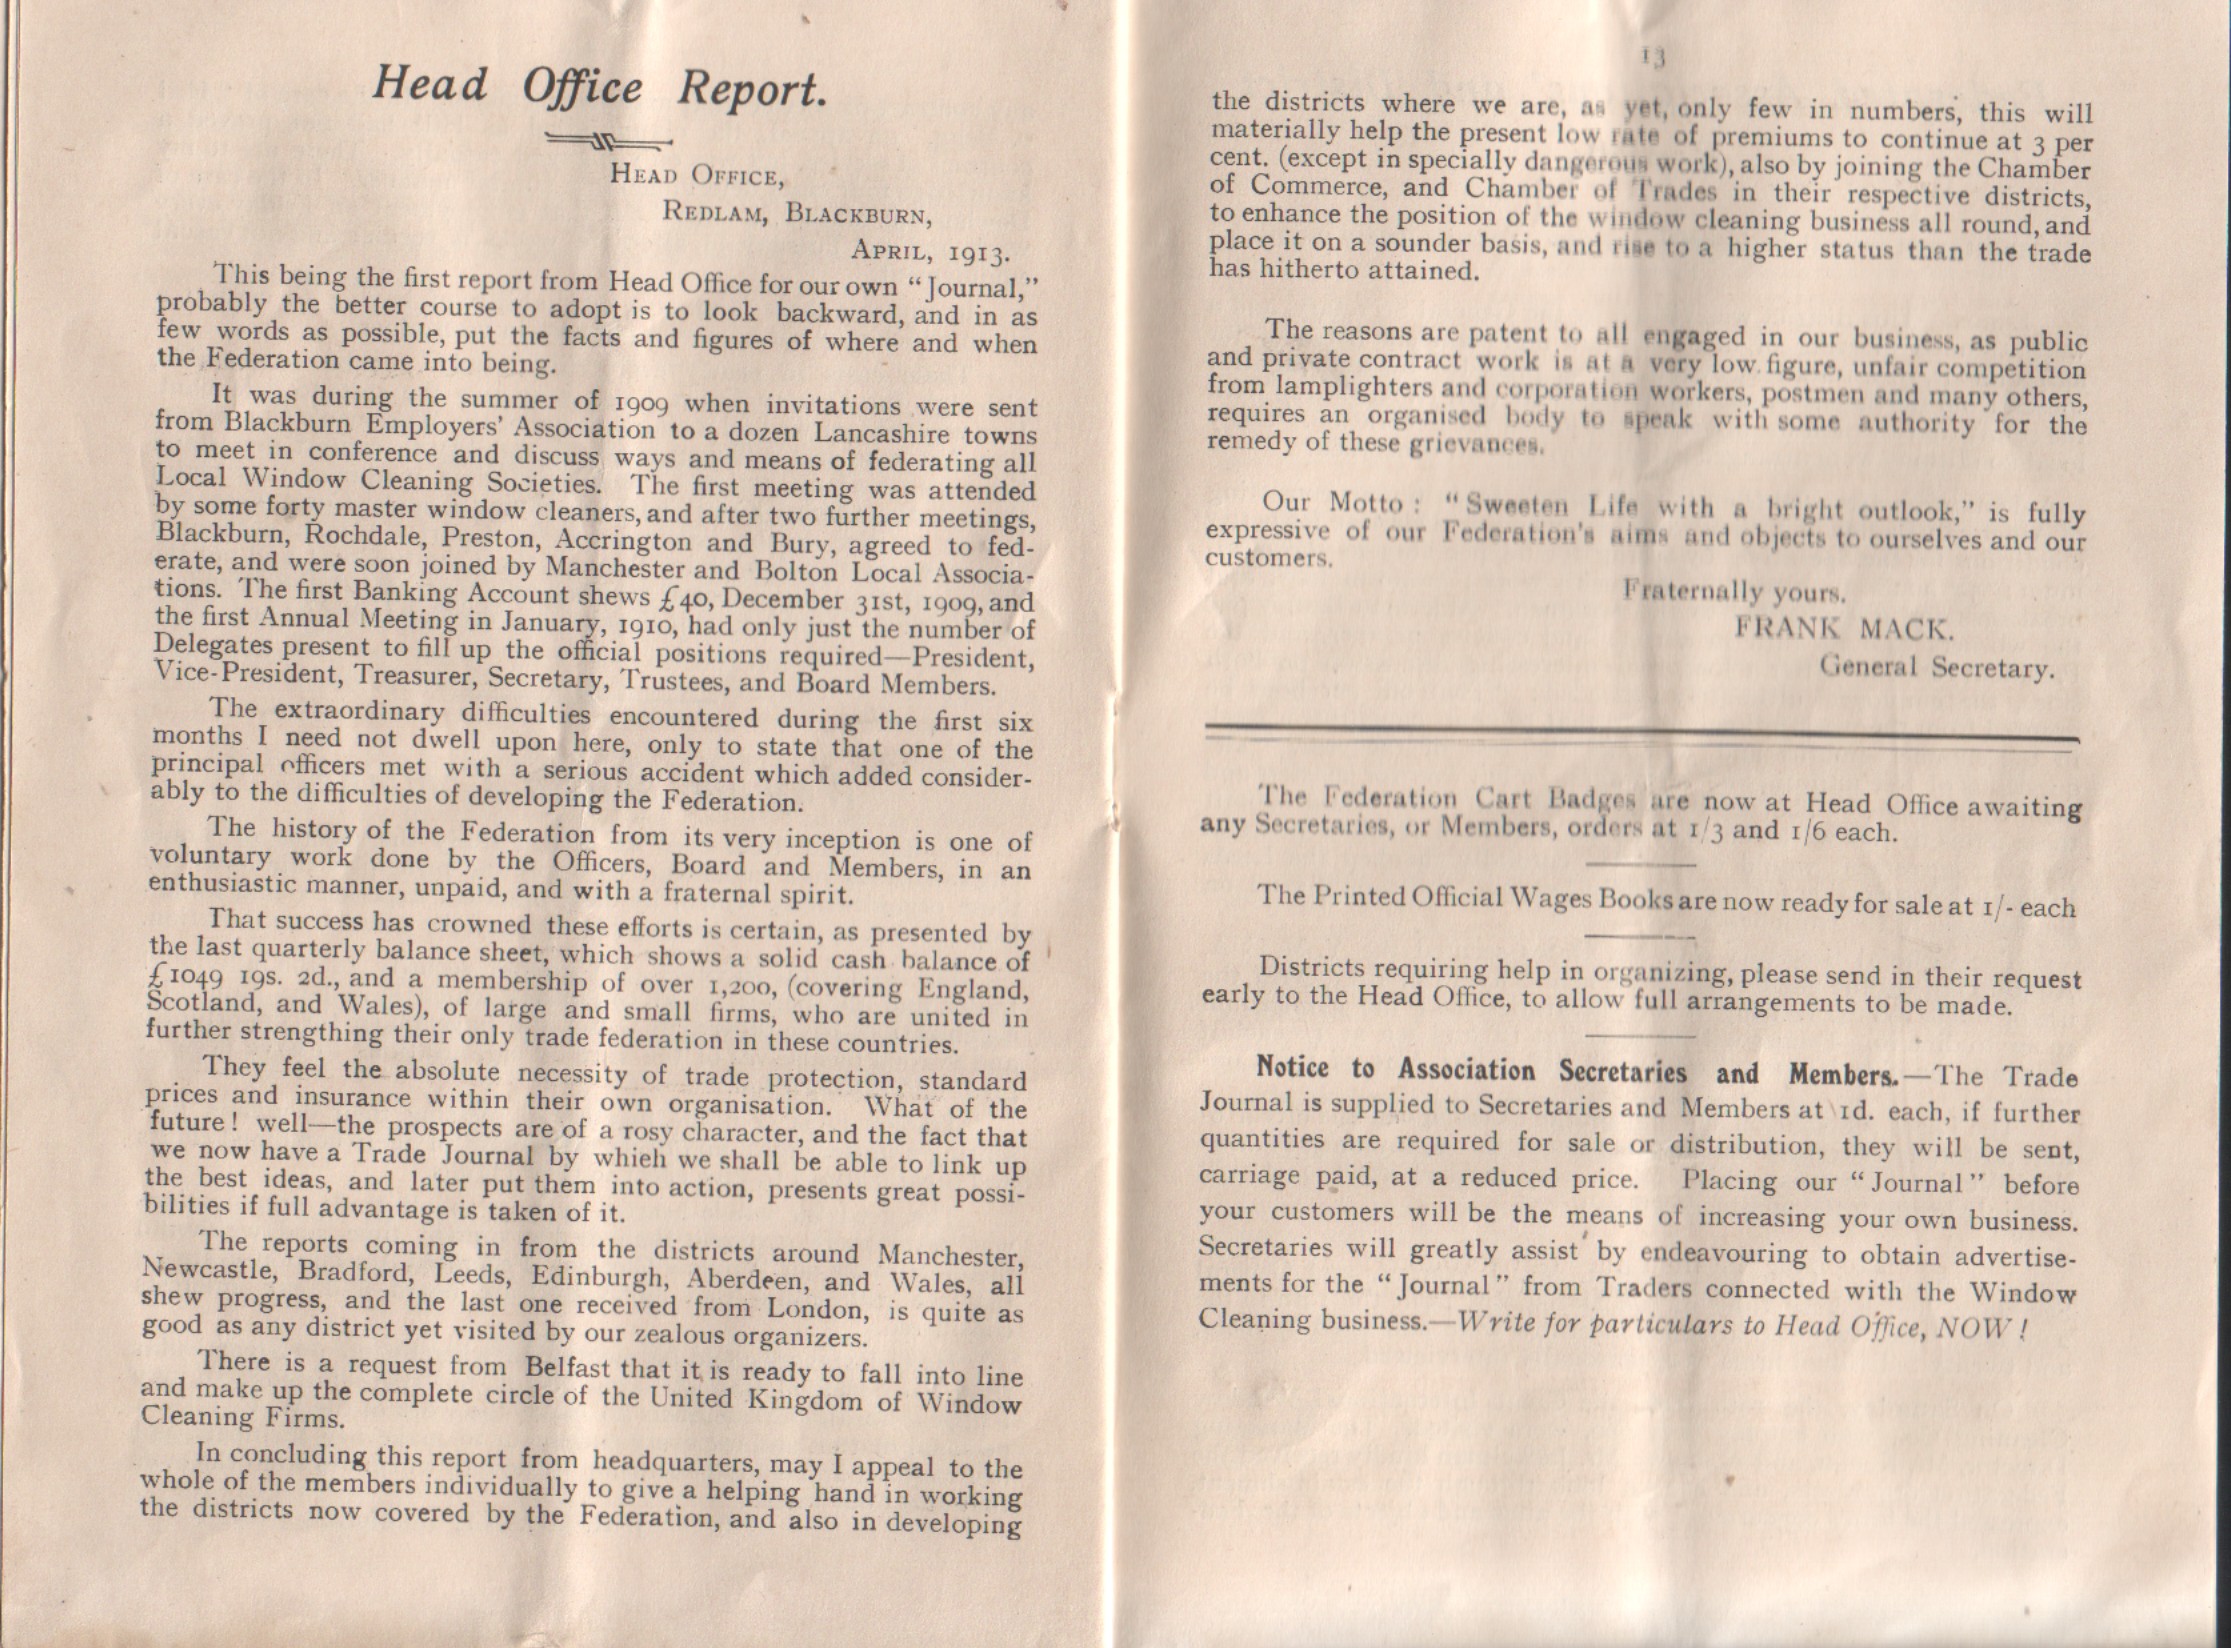 Head Office Report.
HEAD OFFICE,
REDLAM, BLACKBURN,
APRIL, 1913.
This being the first report from Head Office for our own “Journal,”
probably the better course to adopt is to look backward, and in as
few words as possible, put the facts and figures of where and when
the Federation came into being.
It was during the summer of 1909 when invitations were sent
from Blackburn Employers’ Association to a dozen Lancashire towns
to meet in conference and discuss ways and means of federating all
Local Window Cleaning Societies. The first meeting was attended
by some forty master window cleaners, and after two further meetings,
Blackburn, Rochdale, Preston, Accrington and Bury, agreed to fed-
erate, and were soon joined by Manchester and Bolton Local Associa-
tions. The first Banking Account shews £40, December 31st, 1909, and
the first Annual Meeting in January, 1910, had only just the number of
Delegates present to fill up the official positions required—President,
Vice-President, Treasurer, Secretary, Trustees, and Board Members.
The extraordinary difficulties encountered during the first six
months I need not dwell upon here, only to state that one of the
principal officers met with a serious accident which added consider-
ably to the difficulties of developing the Federation.
The history of the Federation from its very inception is one of
voluntary work done by the Officers, Board and Members, in an
enthusiastic manner, unpaid, and with a fraternal spirit.
That success has crowned these efforts is certain, as presented by
the last quarterly balance sheet, which shows a solid cash balance of
£1049 19s. 2d., and a membership of over 1,200, (covering England,
Scotland, and Wales), of large and small firms, who are united in
further strengthing their only trade federation in these countries.
They feel the absolute necessity of trade protection, standard
prices and insurance within their own organisation. What of the
future! well—the prospects are of a rosy character, and the fact that
we now have a Trade Journal by whieh we shall be able to link up
the best ideas, and later put them into action, presents great possi-
bilities if full advantage is taken of it.
The reports coming in from the districts around Manchester,
Newcastle, Bradford, Leeds, Edinburgh, Aberdeen, and Wales, all
shew progress, and the last one received from London, is quite as
good as any district yet visited by our zealous organizers.
There is a request from Belfast that it is ready to fall into line
and make up the complete circle of the United Kingdom of Window
Cleaning Firms.
In concluding this report from headquarters, may I appeal to the
whole of the members individually to give a helping hand in working
the districts now covered by the Federation, and also in developing
13
the districts where we are, as yet, only few in numbers, this will
materially help the present low rate of premiums to continue at 3 per
cent. (except in specially dangerous work), also by joining the Chamber
of Commerce, and Chamber of Trades in their respective districts,
to enhance the position of the window cleaning business all round, and
place it on a sounder basis, and rise to a higher status than the trade
has hitherto attained.
The reasons are patent to all engaged in our business, as public
and private contract work is at a very low figure, unfair competition
from lamplighters and corporation workers, postmen and many others,
requires an organised body to speak with some authority for the
remedy of these grievances.
Our Motto: “Sweeten Life with a bright outlook,” is fully
expressive of our Federation’s aims and objects to ourselves and our
customers.
Fraternally yours.
FRANK MACK.
General Secretary.
The Federation Cart Badges are now at Head Office awaiting
any Secretaries, or Members, orders at 1/3 and 1/6 each.
The Printed Official Wages Books are now ready for sale at 1/- each
Districts requiring help in organizing, please send in their request
early to the Head Office, to allow full arrangements to be made.
Notice to Association Secretaries and Members.—The Trade
Journal is supplied to Secretaries and Members at 1d. each, if further
quantities are required for sale or distribution, they will be sent,
carriage paid, at a reduced price. Placing our “Journal” before
your customers will be the means of increasing your own business.
Secretaries will greatly assist by endeavouring to obtain advertise-
ments for the “Journal” from Traders connected with the Window
Cleaning business.—Write for particulars to Head Office, NOW!